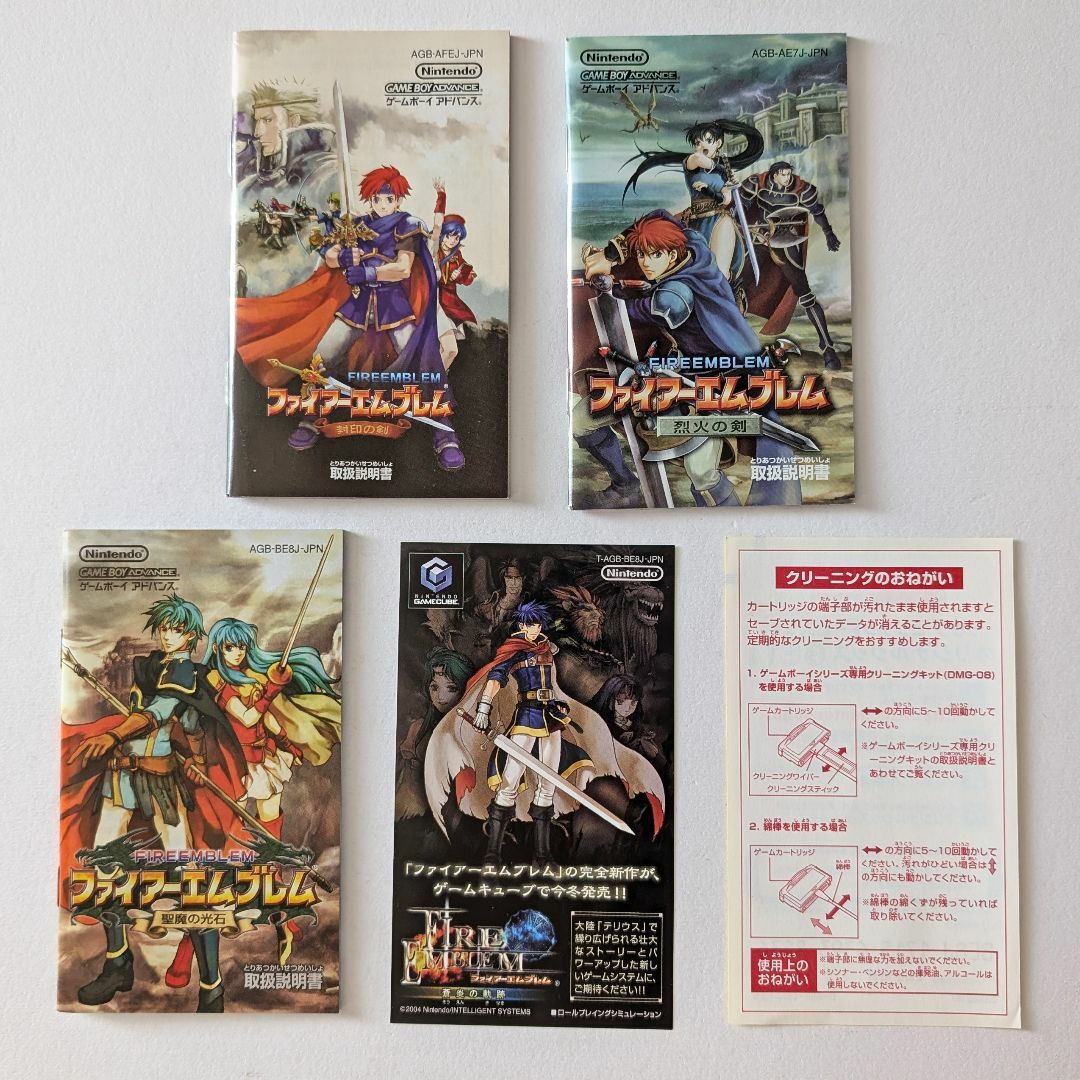 AGB-AFEJ-JPN
Nintendo
GAME BOY ADVANCE
ゲームボーイ アドバンス®
FIREEMBLEM
ファイアーエムブレム®
封印の剣
とりあつかいせつめいしょ
取扱説明書
AGB-AE7J-JPN
Nintendo
GAME BOY ADVANCE
ゲームボーイ アドバンス®
FIREEMBLEM
ファイアーエムブレム
烈火の剣
とりあつかいせつめいしょ
取扱説明書
AGB-BE8J-JPN
Nintendo
GAME BOY ADVANCE
ゲームボーイ アドバンス®
FIREEMBLEM
ファイアーエムブレム
聖魔の光石
とりあつかいせつめいしょ
取扱説明書
T-AGB-BE8J-JPN
Nintendo
NINTENDO
GAMECUBE
「ファイアーエムブレム」の完全新作が、
ゲームキューブで今冬発売!!
FIRE
EMBLEM
ファイアーエムブレム®
蒼炎の軌跡
そうえん きせき
大陸「テリウス」で
繰り広げられる壮大
なストーリーとパ
ワーアップした新し
いゲームシステムに、
ご期待ください!!
©2004 Nintendo/INTELLIGENT SYSTEMS
■ロールプレイングシミュレーション
クリーニングのおねがい
カートリッジの端子部が汚れたまま使用されますと
セーブされていたデータが消えることがあります。
定期的なクリーニングをおすすめします。
1. ゲームボーイシリーズ専用クリーニングキット(DMG-08)
を使用する場合
ゲームカートリッジ
クリーニングワイパー
クリーニングスティック
↔の方向に5〜10回動かして
ください。
※ゲームボーイシリーズ専用クリ
ーニングキットの取扱説明書と
あわせてご覧ください。
2. 綿棒を使用する場合
ゲームカートリッジ
綿棒
↔の方向に5〜10回動かして
ください。汚れがひどい場合は↕
の方向にも動かしてください。
※綿棒の綿くずが残っていれば
取り除いてください。
使用上の
おねがい
※端子部に無理な力を加えないでください。
※シンナー・ベンジンなどの揮発油、アルコールは
使用しないでください。